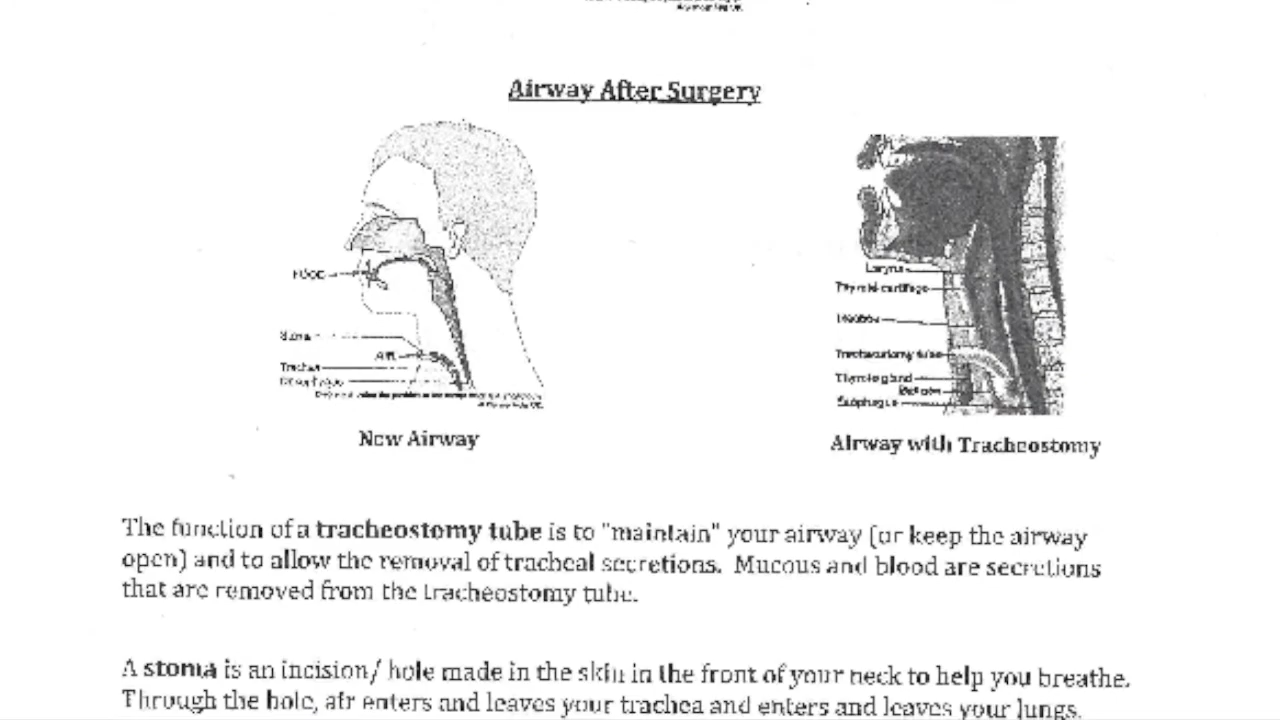 Airway After Surgery
FOOD
Stoma
Air
Trachea
Esophagus
Larynx
Thyroid cartilage
Tracheostomy tube
Thyroid gland
Balloon
Esophagus
New Airway
Airway with Tracheostomy
The function of a tracheostomy tube is to "maintain" your airway (or keep the airway
open) and to allow the removal of tracheal secretions. Mucous and blood are secretions
that are removed from the tracheostomy tube.
A stoma is an incision/ hole made in the skin in the front of your neck to help you breathe.
Through the hole, air enters and leaves your trachea and enters and leaves your lungs.